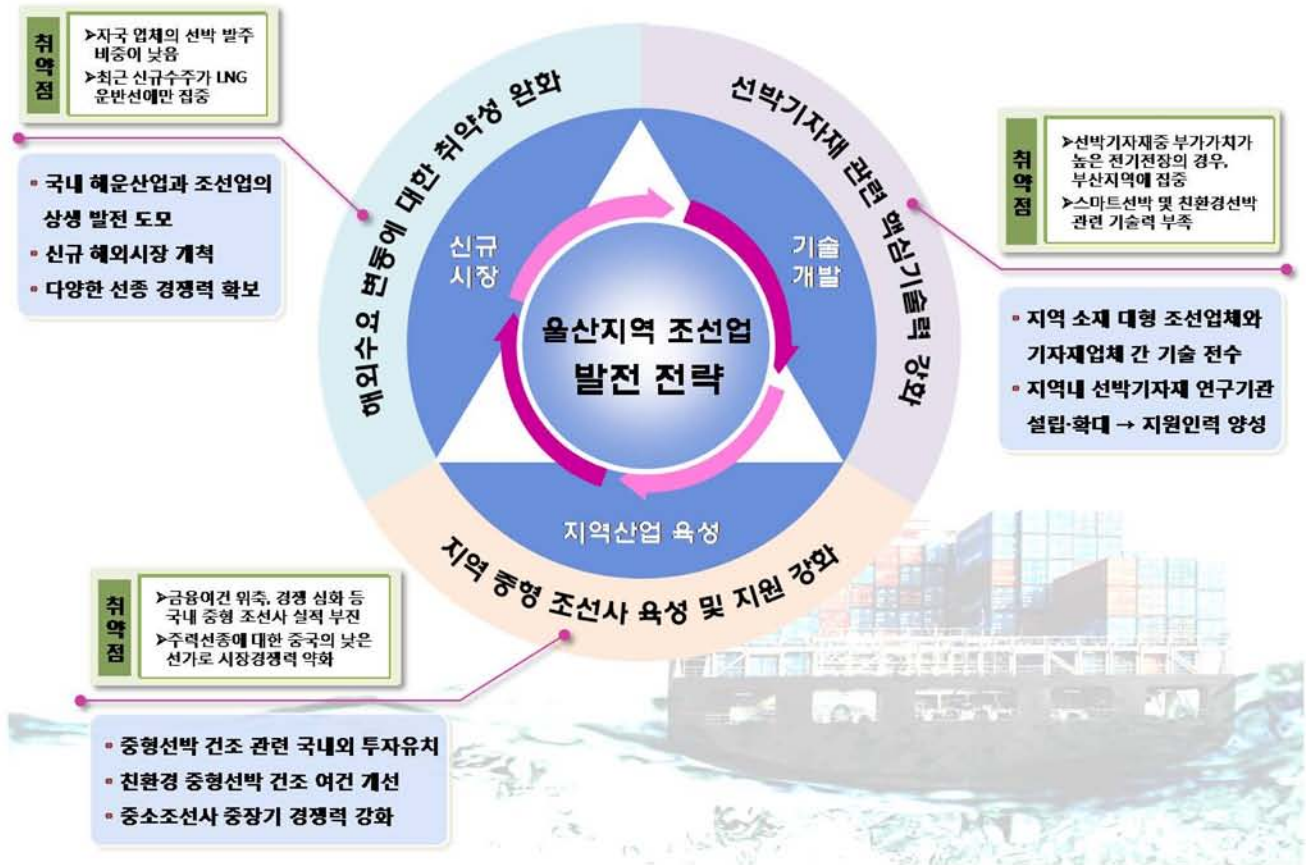 취약점
➤자국 업체의 선박 발주
비중이 낮음
➤최근 신규수주가 LNG
운반선에만 집중
▪ 국내 해운산업과 조선업의
상생 발전 도모
▪ 신규 해외시장 개척
▪ 다양한 선종 경쟁력 확보
해외수요 변동에 대한 취약성 완화
선박기자재 관련 핵심기술력 강화
지역 중형 조선사 육성 및 지원 강화
신규
시장
기술
개발
지역산업 육성
울산지역 조선업
발전 전략
취약점
➤선박기자재중 부가가치가
높은 전기전장의 경우,
부산지역에 집중
➤스마트선박 및 친환경선박
관련 기술력 부족
▪ 지역 소재 대형 조선업체와
기자재업체 간 기술 전수
▪ 지역내 선박기자재 연구기관
설립·확대 → 지원인력 양성
취약점
➤금융여건 위축, 경쟁 심화 등
국내 중형 조선사 실적 부진
➤주력선종에 대한 중국의 낮은
선가로 시장경쟁력 약화
▪ 중형선박 건조 관련 국내외 투자유치
▪ 친환경 중형선박 건조 여건 개선
▪ 중소조선사 중장기 경쟁력 강화